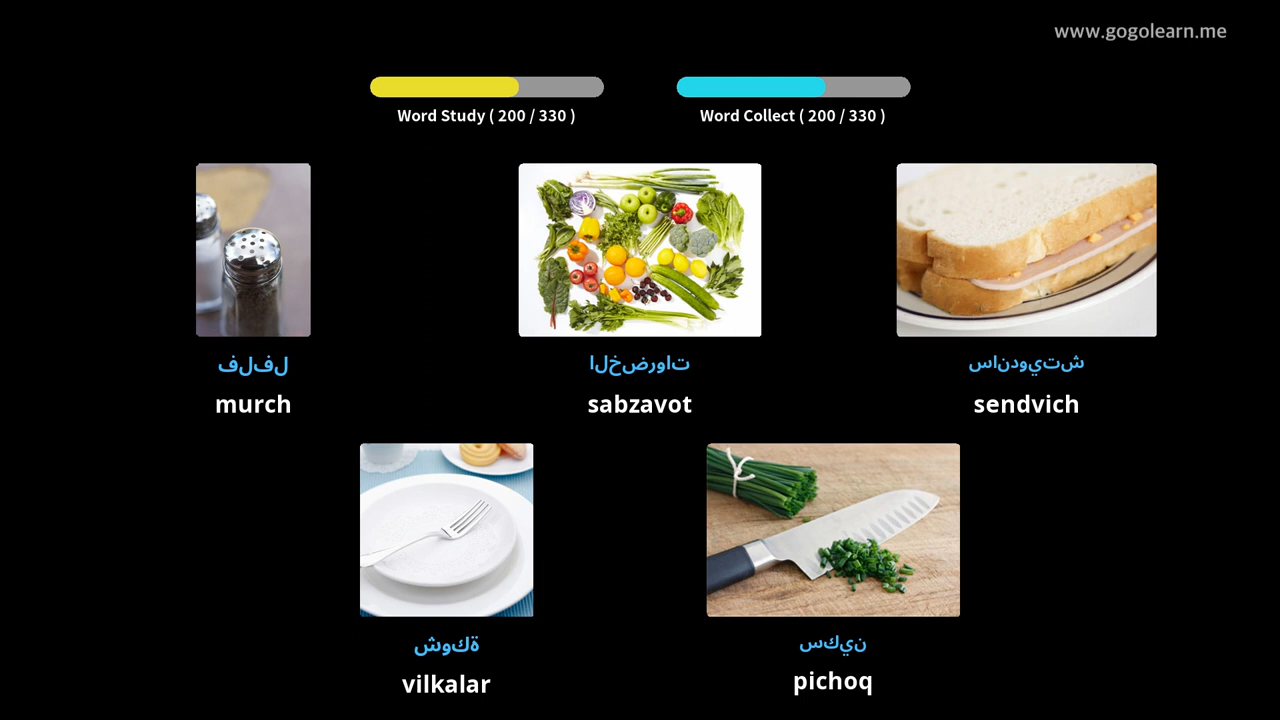 www.gogolearn.me
Word Study ( 200 / 330 )
Word Collect ( 200 / 330 )
فلفل
الخضروات
ساندويتش
murch
sabzavot
sendvich
شوكة
سكين
vilkalar
pichoq